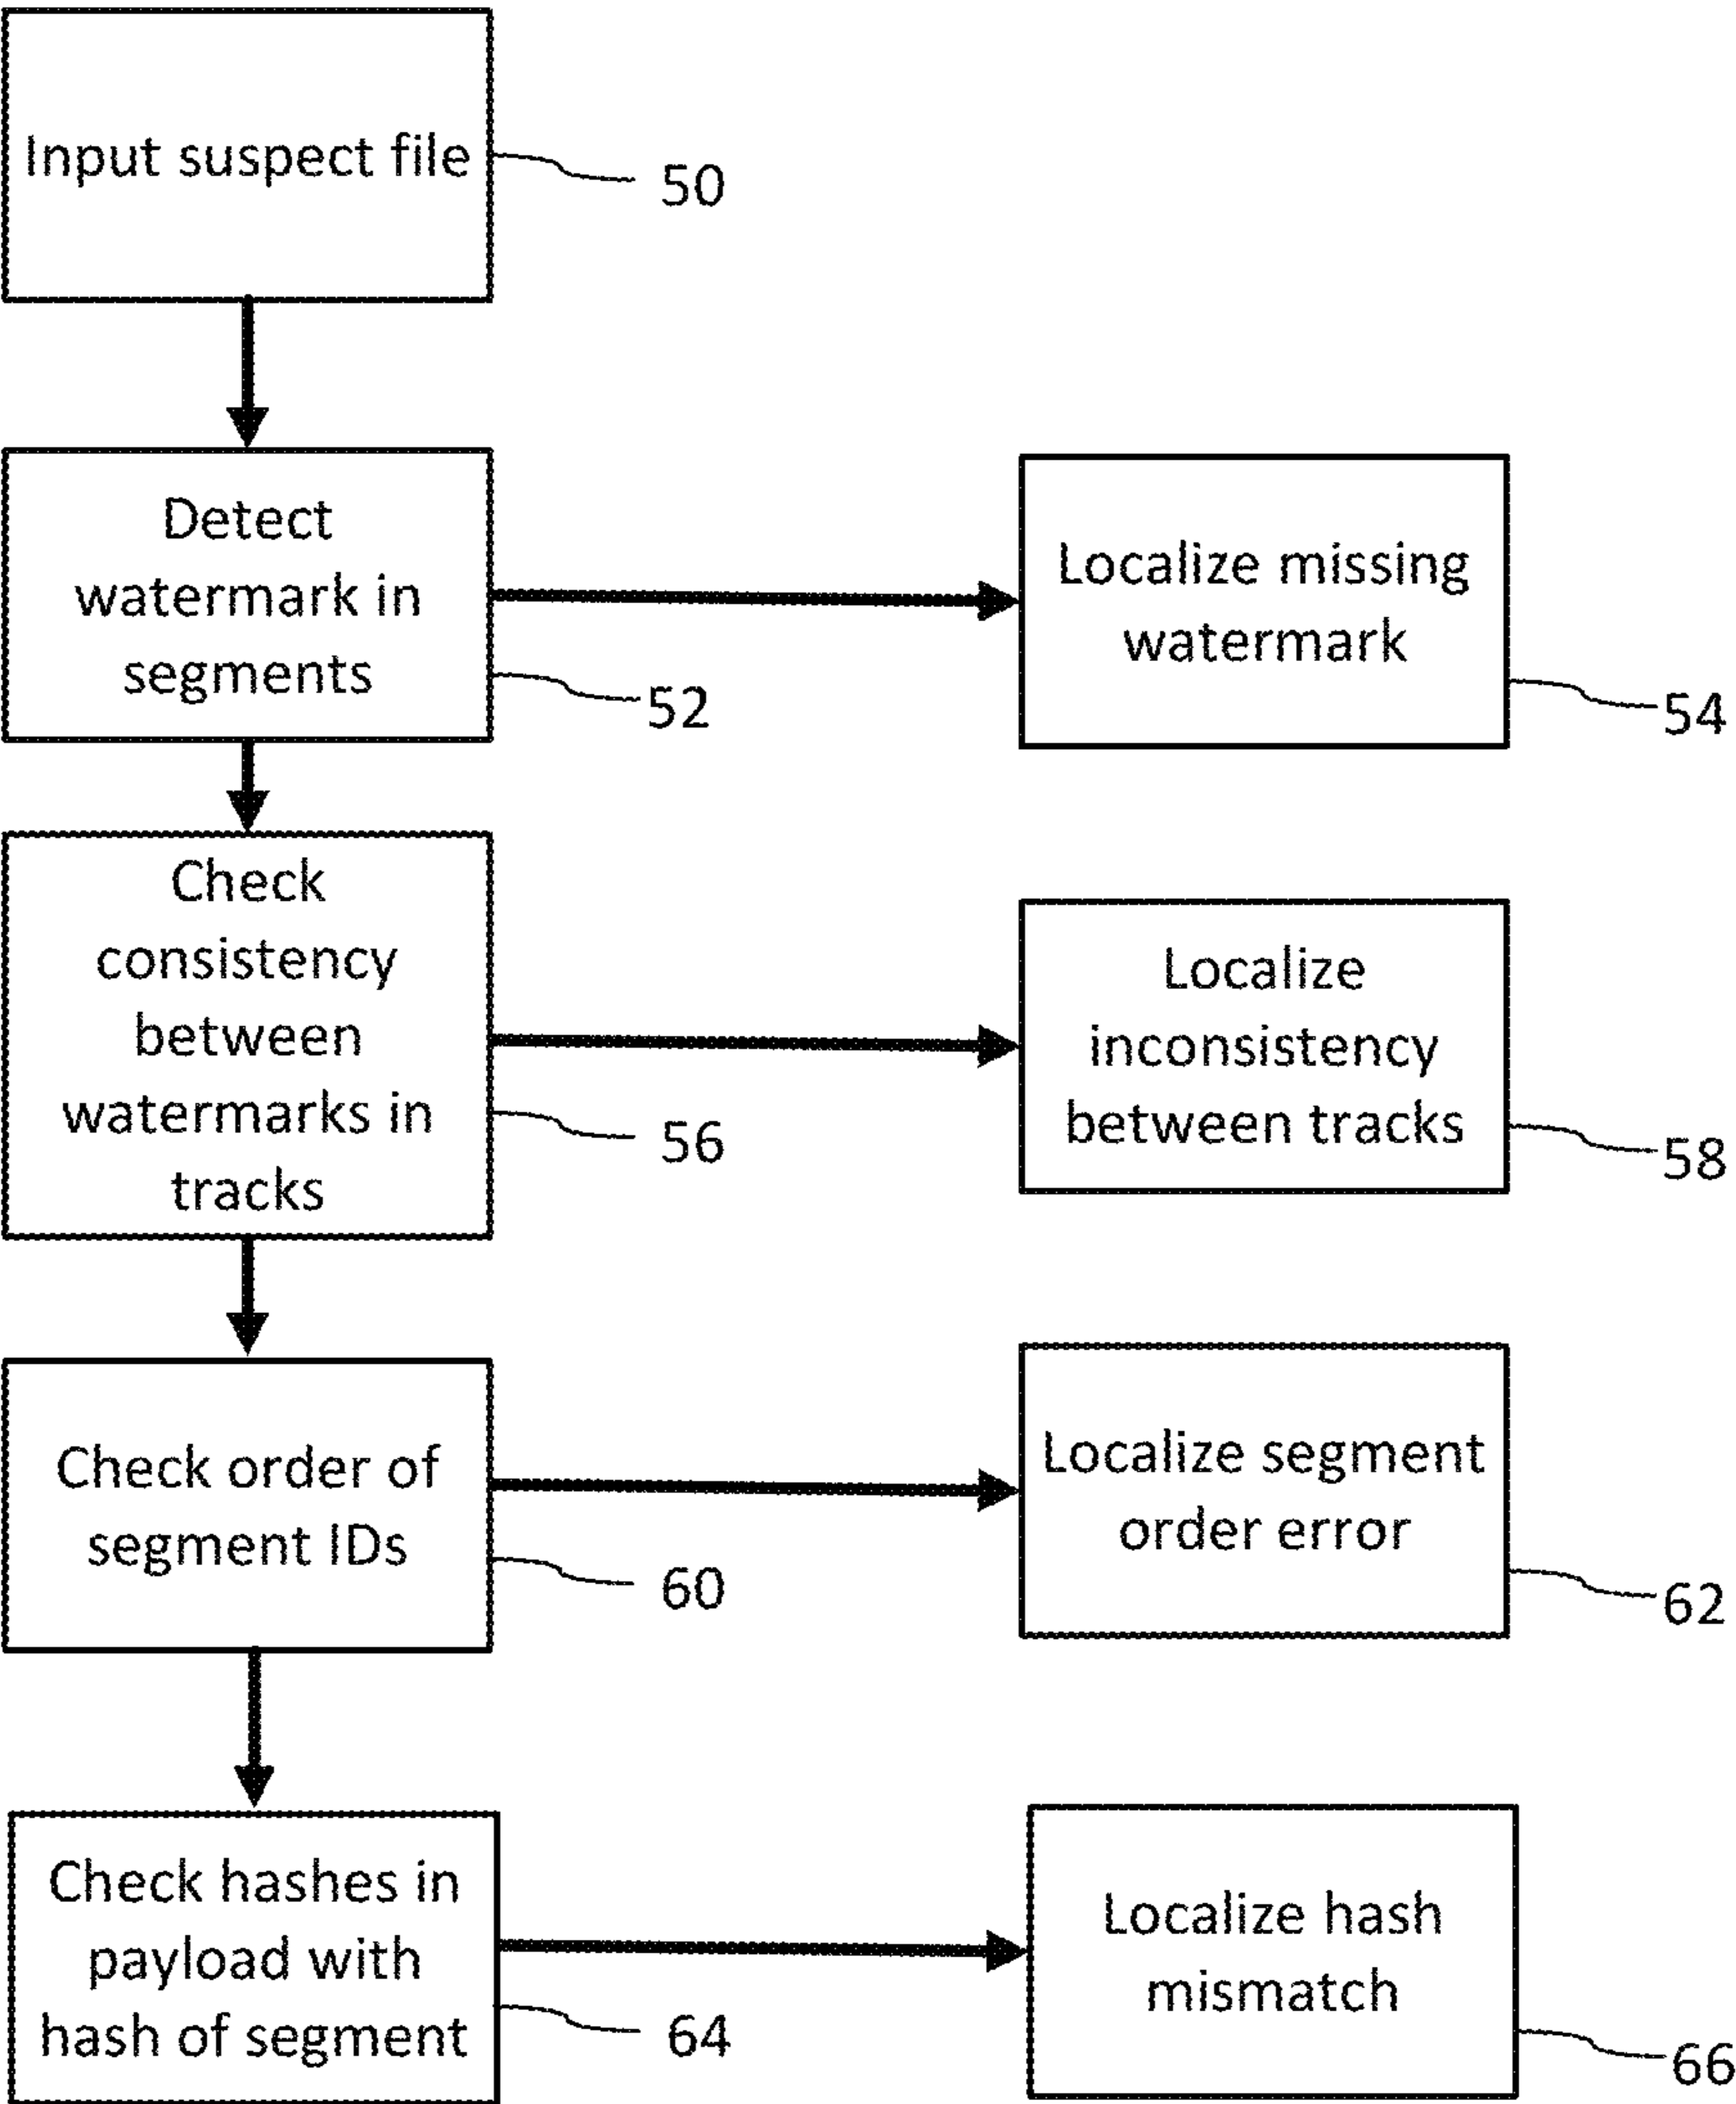 Input suspect file
50
Detect
watermark in
segments
52
Localize missing
watermark
54
Check
consistency
between
watermarks in
tracks
56
Localize
inconsistency
between tracks
58
Check order of
segment IDs
60
Localize segment
order error
62
Check hashes in
payload with
hash of segment
64
Localize hash
mismatch
66